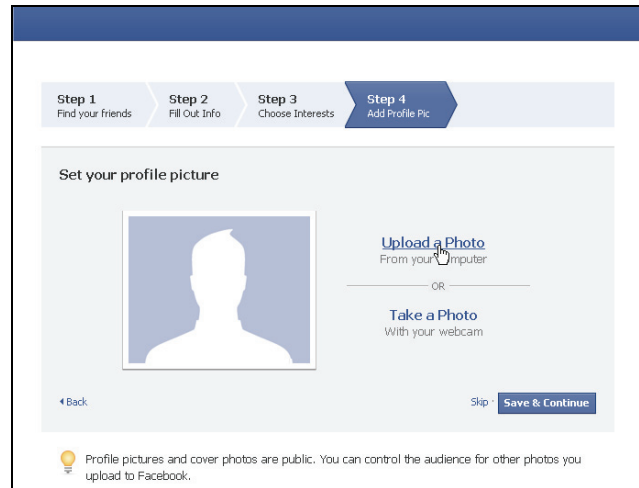 Step 1
Find your friends
Step 2
Fill Out Info
Step 3
Choose Interests
Step 4
Add Profile Pic
Set your profile picture
Upload a Photo
From your mputer
OR
Take a Photo
With your webcam
Back
Skip · Save & Continue
Profile pictures and cover photos are public. You can control the audience for other photos you
upload to Facebook.